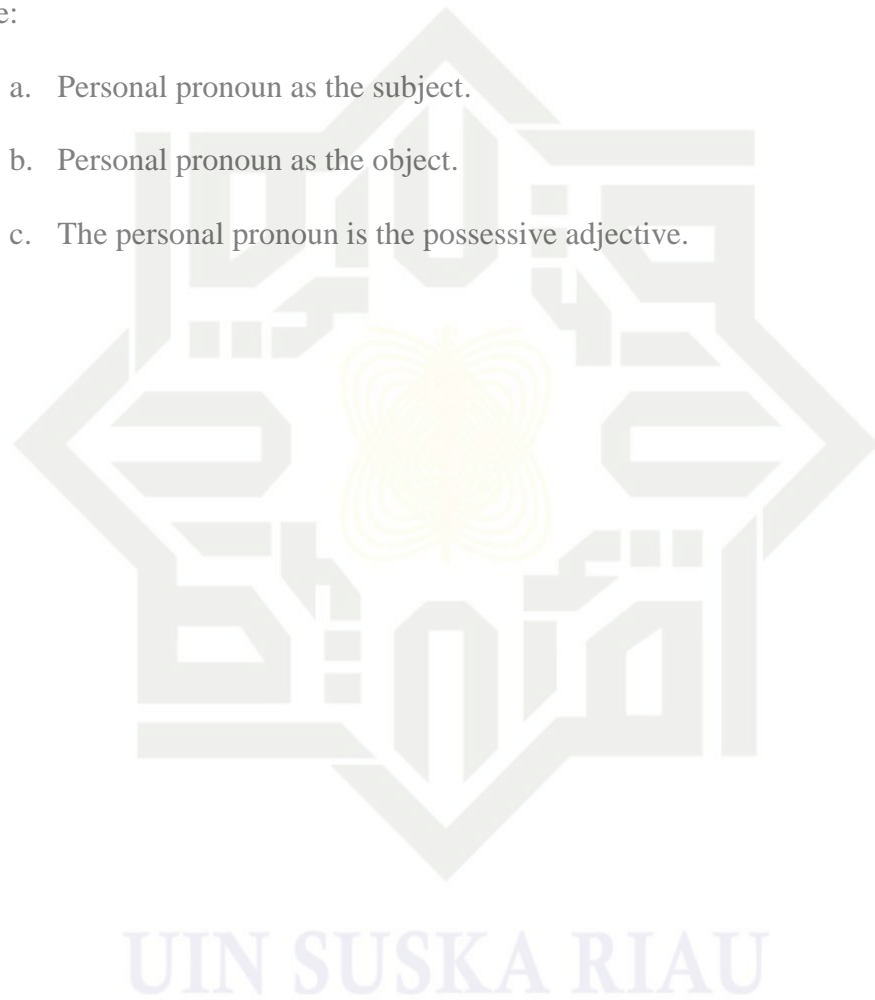 e:
a. Personal pronoun as the subject.
b. Personal pronoun as the object.
c. The personal pronoun is the possessive adjective.
UIN SUSKA RIAU